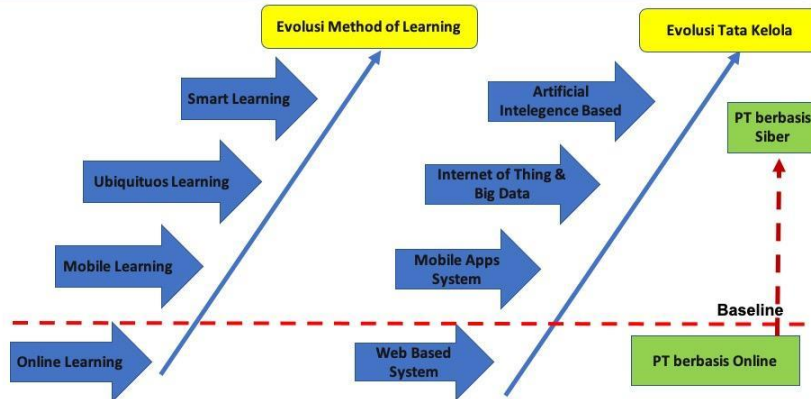 Evolusi Method of Learning
Evolusi Tata Kelola
Smart Learning
Artificial
Intelegence Based
PT berbasis
Siber
Ubiquituos Learning
Internet of Thing &
Big Data
Mobile Learning
Mobile Apps
System
Baseline
Online Learning
Web Based
System
PT berbasis Online